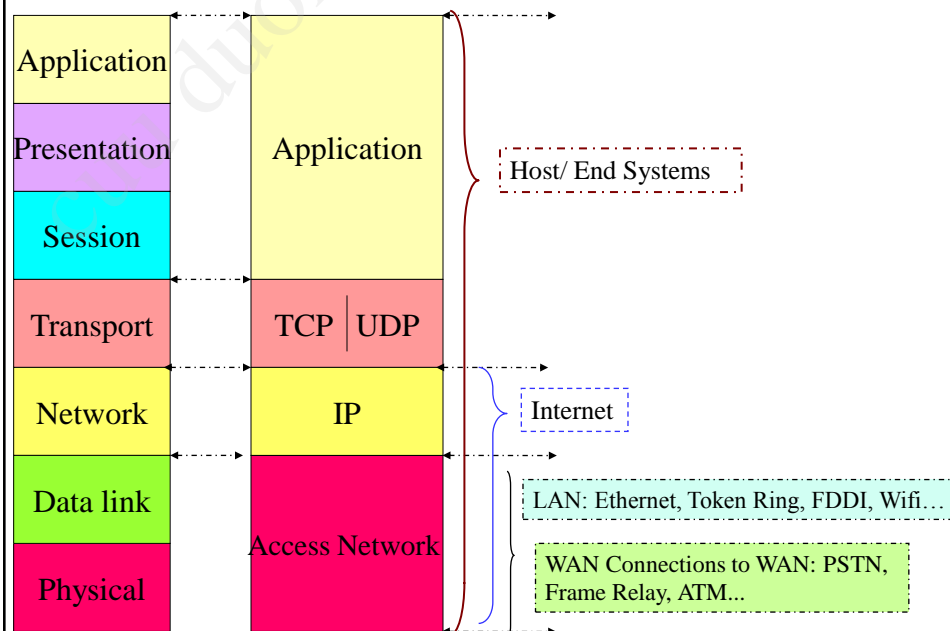 Application
Presentation
Session
Transport
Network
Data link
Physical
Application
TCP | UDP
IP
Access Network
Host/ End Systems
Internet
LAN: Ethernet, Token Ring, FDDI, Wifi…
WAN Connections to WAN: PSTN,
Frame Relay, ATM...